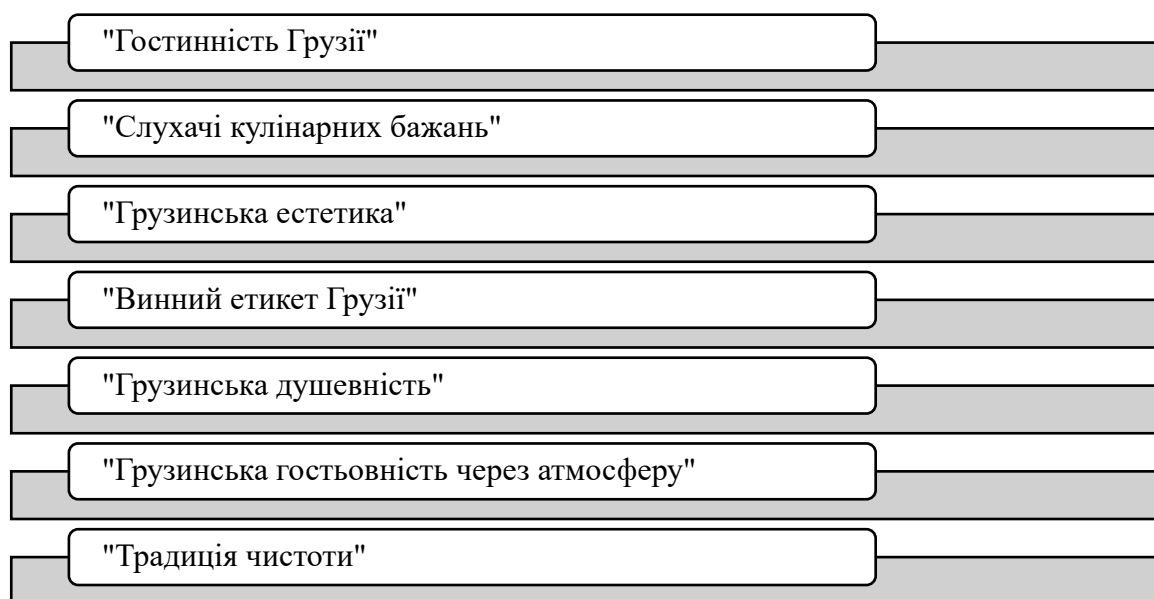 "Гостинність Грузії"
"Слухачі кулінарних бажань"
"Грузинська естетика"
"Винний етикет Грузії"
"Грузинська душевність"
"Грузинська гостьовність через атмосферу"
"Традиція чистоти"